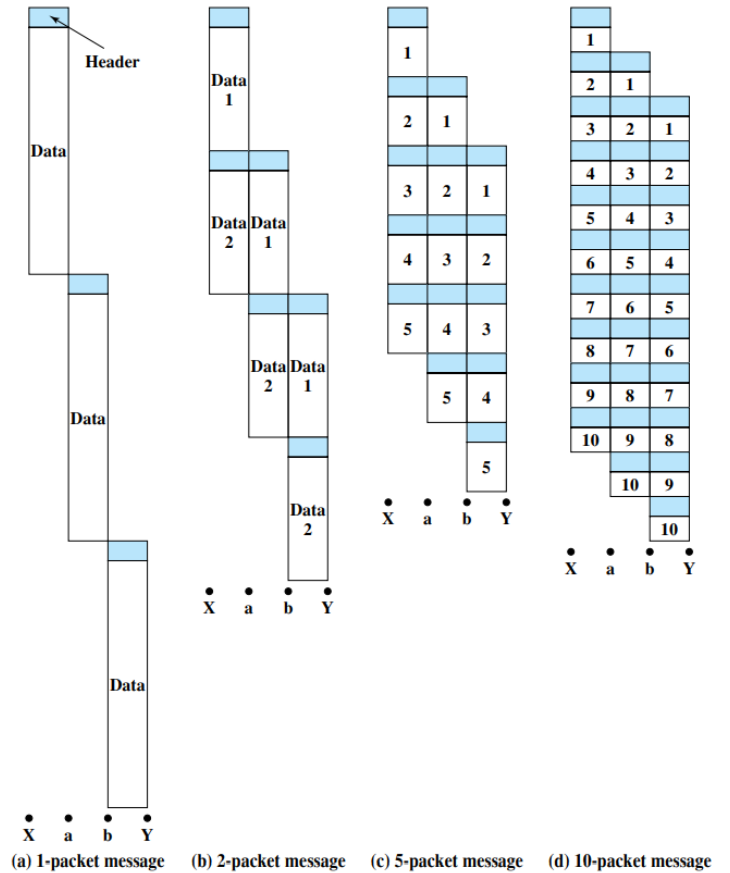 Header
Data
Data
Data
X a b Y
(a) 1-packet message
Data
1
Data Data
2 1
Data Data
2 1
Data
2
X a b Y
(b) 2-packet message
1
2 1
3 2 1
4 3 2
5 4 3
5 4
5
X a b Y
(c) 5-packet message
1
2 1
3 2 1
4 3 2
5 4 3
6 5 4
7 6 5
8 7 6
9 8 7
10 9 8
10 9
10
X a b Y
(d) 10-packet message